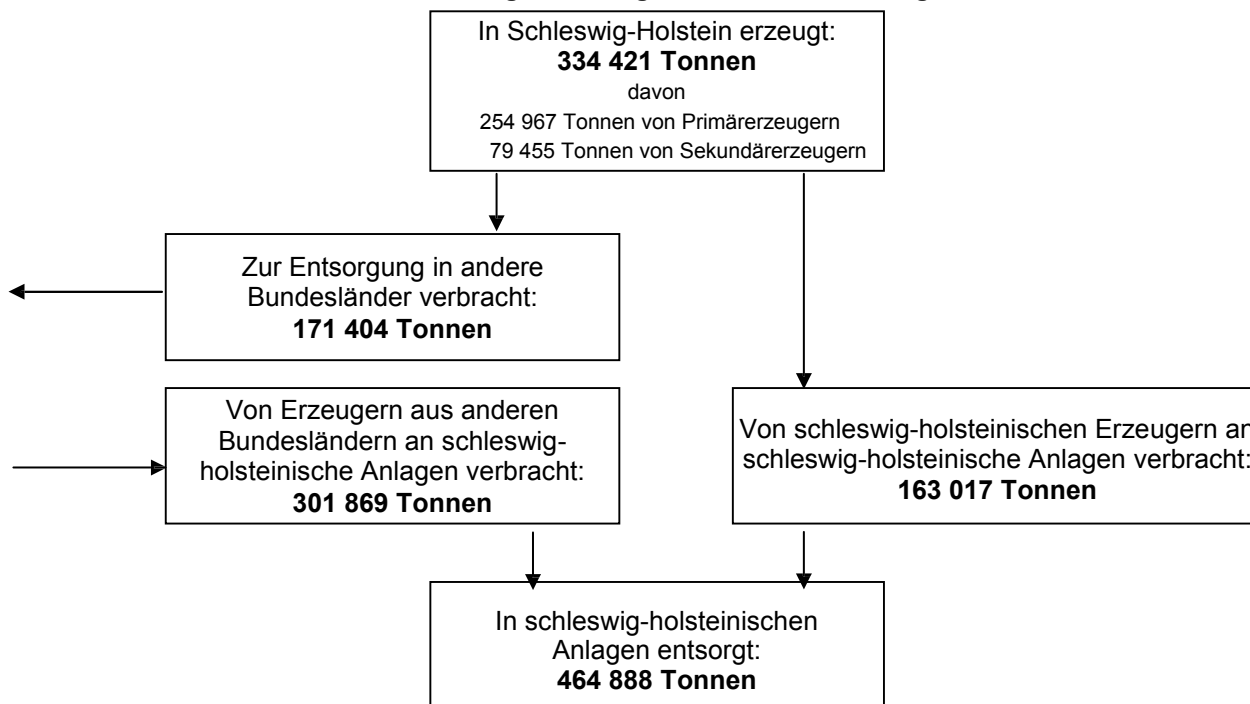 In Schleswig-Holstein erzeugt:
334 421 Tonnen
davon
254 967 Tonnen von Primärerzeugern
79 455 Tonnen von Sekundärerzeugern
Zur Entsorgung in andere
Bundesländer verbracht:
171 404 Tonnen
Von Erzeugern aus anderen
Bundesländern an schleswig-
holsteinische Anlagen verbracht:
301 869 Tonnen
Von schleswig-holsteinischen Erzeugern an
schleswig-holsteinische Anlagen verbracht:
163 017 Tonnen
In schleswig-holsteinischen
Anlagen entsorgt:
464 888 Tonnen